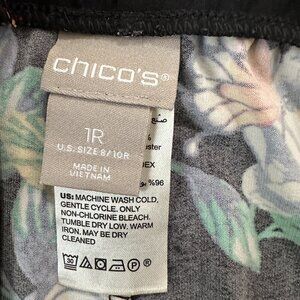 chico's®
1R
U.S. SIZE 8/10R
MADE IN
VIETNAM
%96
US: MACHINE WASH COLD,
GENTLE CYCLE. ONLY
NON-CHLORINE BLEACH.
TUMBLE DRY LOW. WARM
IRON. MAY BE DRY
CLEANED